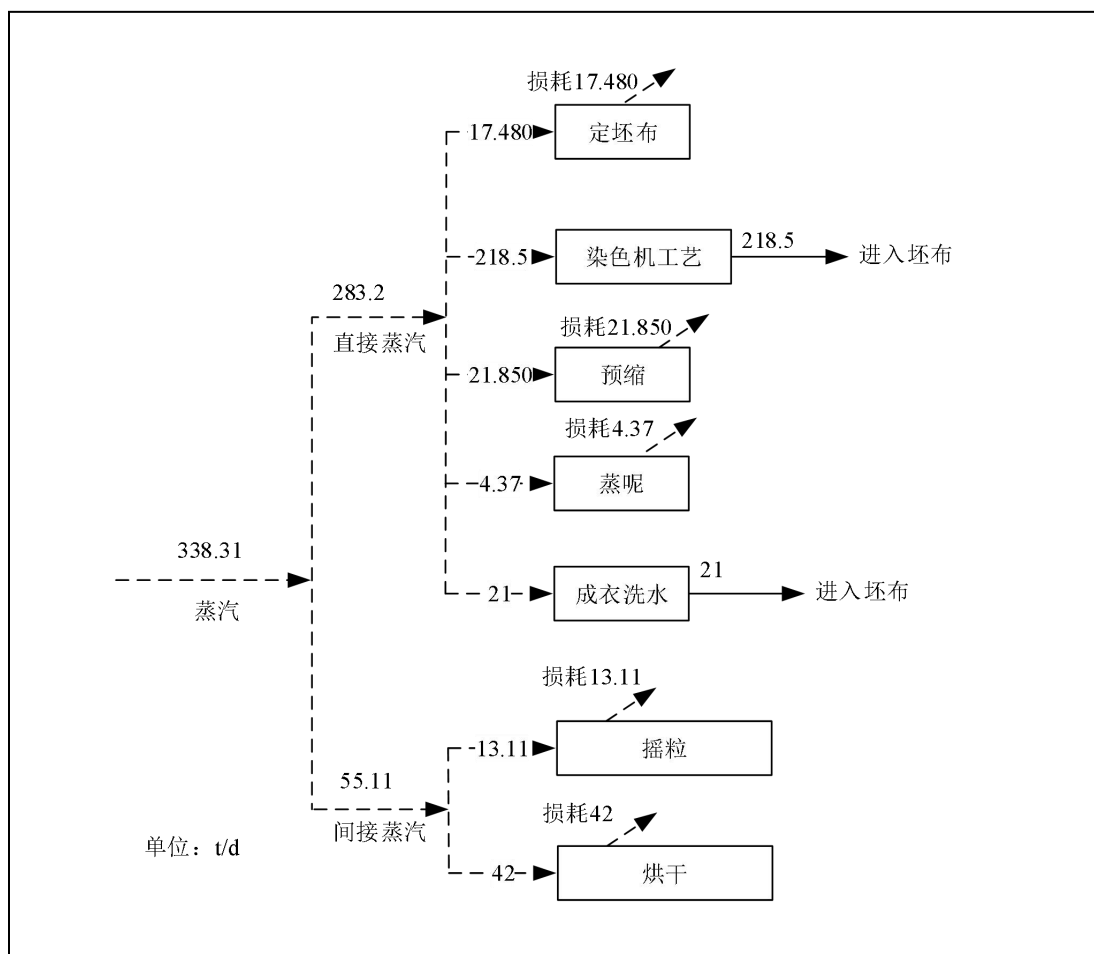 损耗17.480
17.480
定坯布
218.5
染色机工艺
218.5
进入坯布
283.2
直接蒸汽
损耗21.850
21.850
预缩
损耗4.37
4.37
蒸呢
338.31
蒸汽
21
成衣洗水
21
进入坯布
损耗13.11
13.11
摇粒
55.11
间接蒸汽
损耗42
42
烘干
单位：t/d